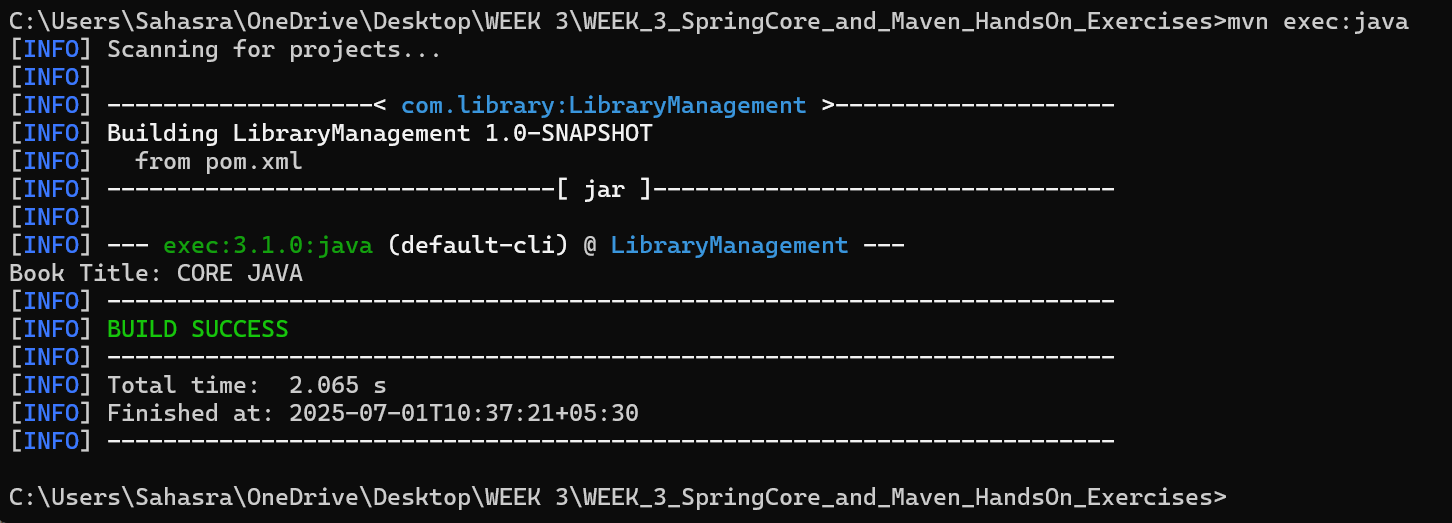 C:\Users\Sahasra\OneDrive\Desktop\WEEK 3\WEEK_3_SpringCore_and_Maven_HandsOn_Exercises>mvn exec:java
[INFO] Scanning for projects...
[INFO]
[INFO] -------------------< com.library:LibraryManagement >--------------------
[INFO] Building LibraryManagement 1.0-SNAPSHOT
[INFO]   from pom.xml
[INFO] --------------------------------[ jar ]---------------------------------
[INFO]
[INFO] --- exec:3.1.0:java (default-cli) @ LibraryManagement ---
Book Title: CORE JAVA
[INFO] ------------------------------------------------------------------------
[INFO] BUILD SUCCESS
[INFO] ------------------------------------------------------------------------
[INFO] Total time:  2.065 s
[INFO] Finished at: 2025-07-01T10:37:21+05:30
[INFO] ------------------------------------------------------------------------
C:\Users\Sahasra\OneDrive\Desktop\WEEK 3\WEEK_3_SpringCore_and_Maven_HandsOn_Exercises>